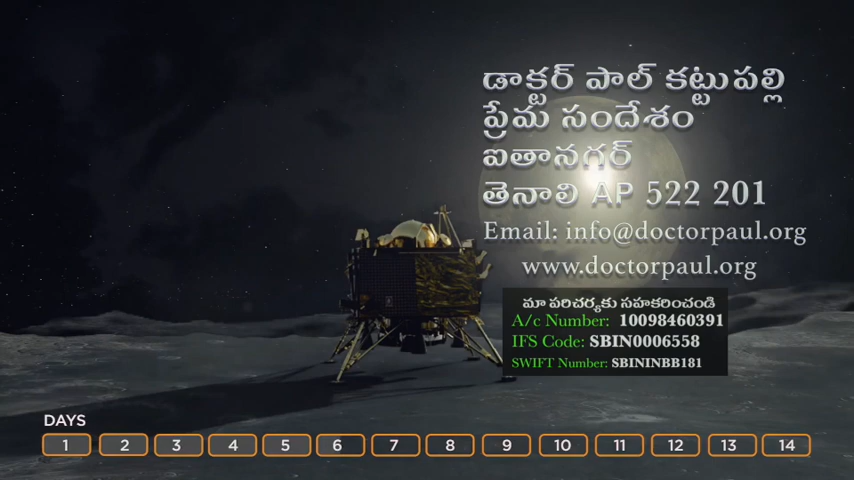 డాక్టర్ పాల్ కట్టుపల్లి
ప్రేమ సందేశం
ఐతానగర్
తెనాలి AP 522 201
Email: info@doctorpaul.org
www.doctorpaul.org
మా పరిచర్యకు సహకరించండి
A/c Number: 10098460391
IFS Code: SBIN0006558
SWIFT Number: SBININBB181
DAYS
1 2 3 4 5 6 7 8 9 10 11 12 13 14